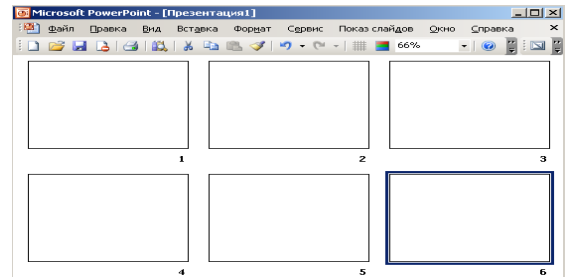 Microsoft PowerPoint - [Презентация1]
Файл Правка Вид Вставка Формат Сервис Показ слайдов Окно Справка
66%
1 2 3
4 5 6